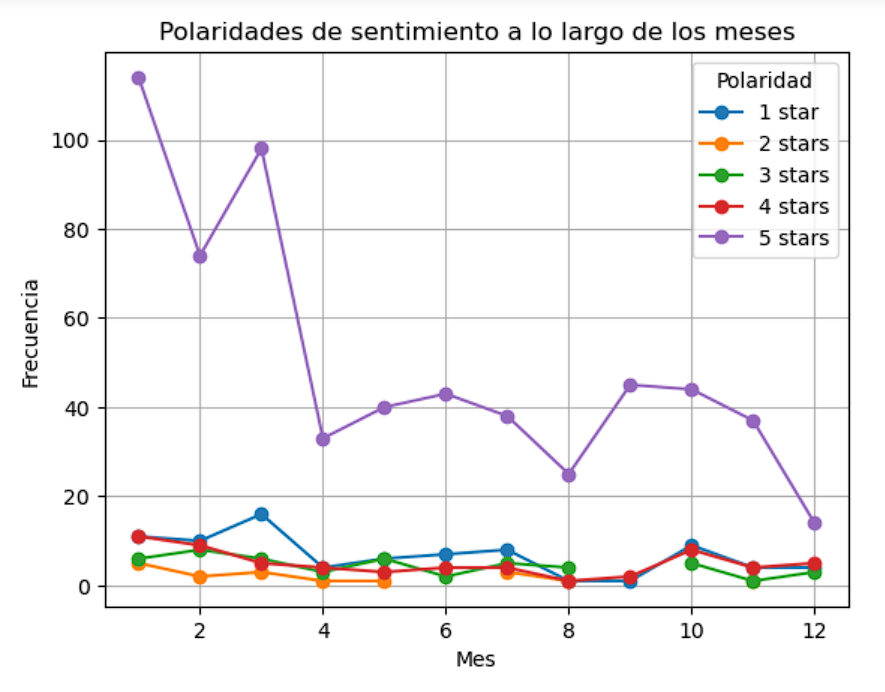 Polaridades de sentimiento a lo largo de los meses
Polaridad
1 star
2 stars
3 stars
4 stars
5 stars
100
80
60
40
20
0
Frecuencia
2 4 6 8 10 12
Mes